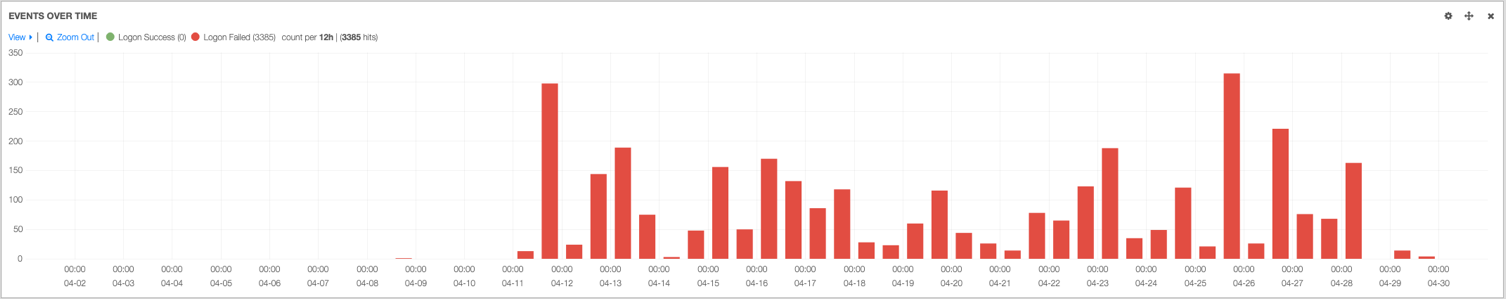 EVENTS OVER TIME
View | Zoom Out | Logon Success (0) Logon Failed (3385) count per 12h | (3385 hits)
350
300
250
200
150
100
50
0
00:00 00:00 00:00 00:00 00:00 00:00 00:00 00:00 00:00 00:00 00:00 00:00 00:00 00:00 00:00 00:00 00:00 00:00 00:00 00:00 00:00 00:00 00:00 00:00 00:00 00:00 00:00 00:00 00:00
04-02 04-03 04-04 04-05 04-06 04-07 04-08 04-09 04-10 04-11 04-12 04-13 04-14 04-15 04-16 04-17 04-18 04-19 04-20 04-21 04-22 04-23 04-24 04-25 04-26 04-27 04-28 04-29 04-30